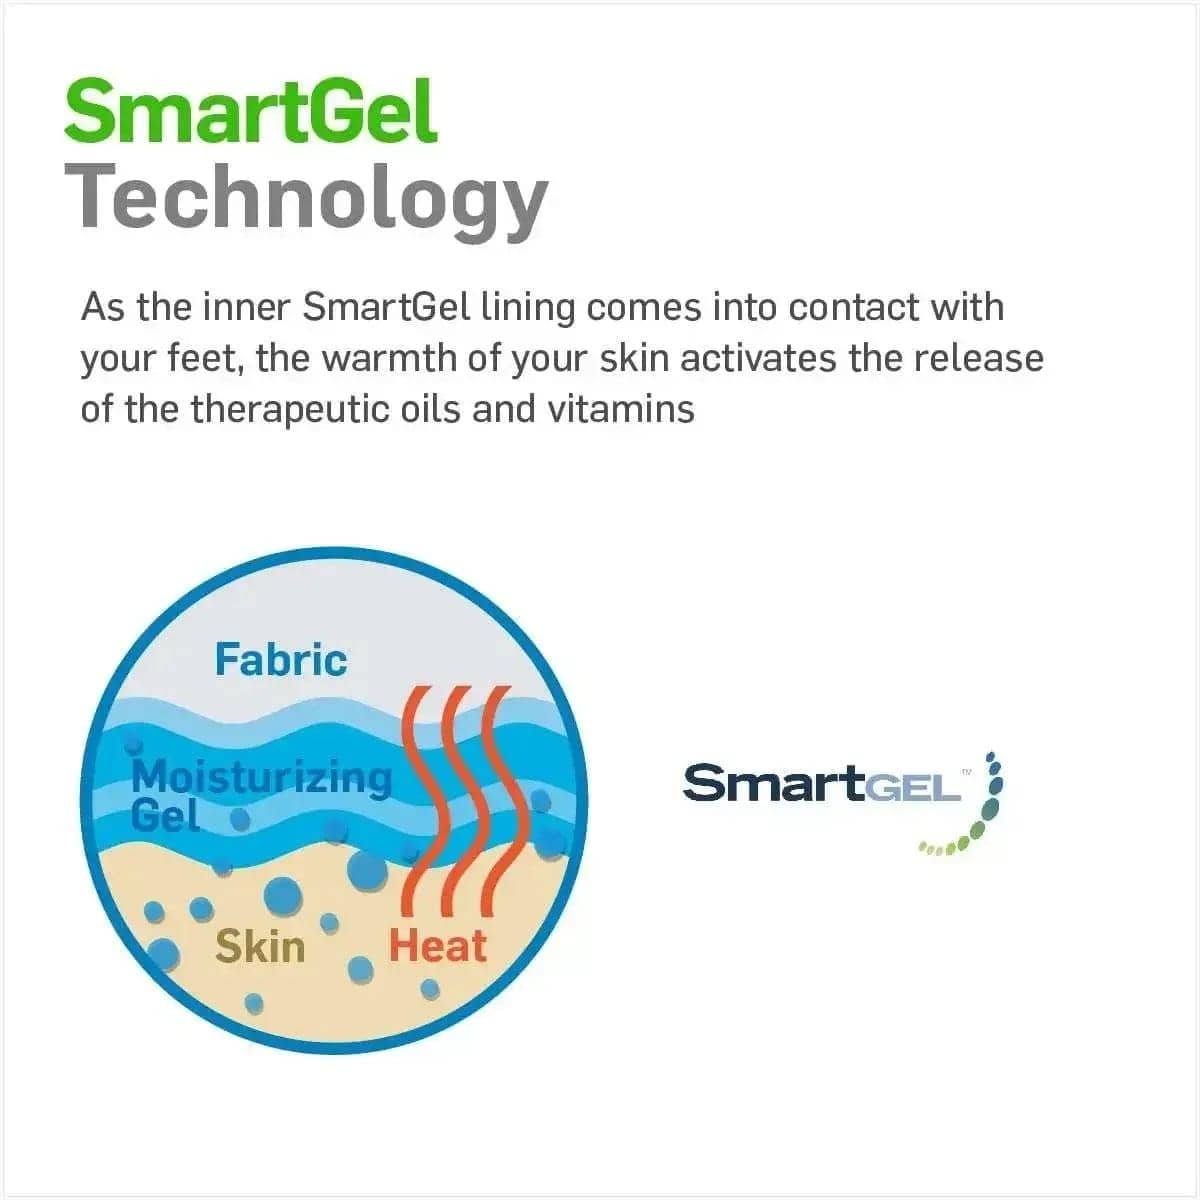 SmartGel
Technology
As the inner SmartGel lining comes into contact with
your feet, the warmth of your skin activates the release
of the therapeutic oils and vitamins
Fabric
Moisturizing
Gel
Skin
Heat
SmartGEL™